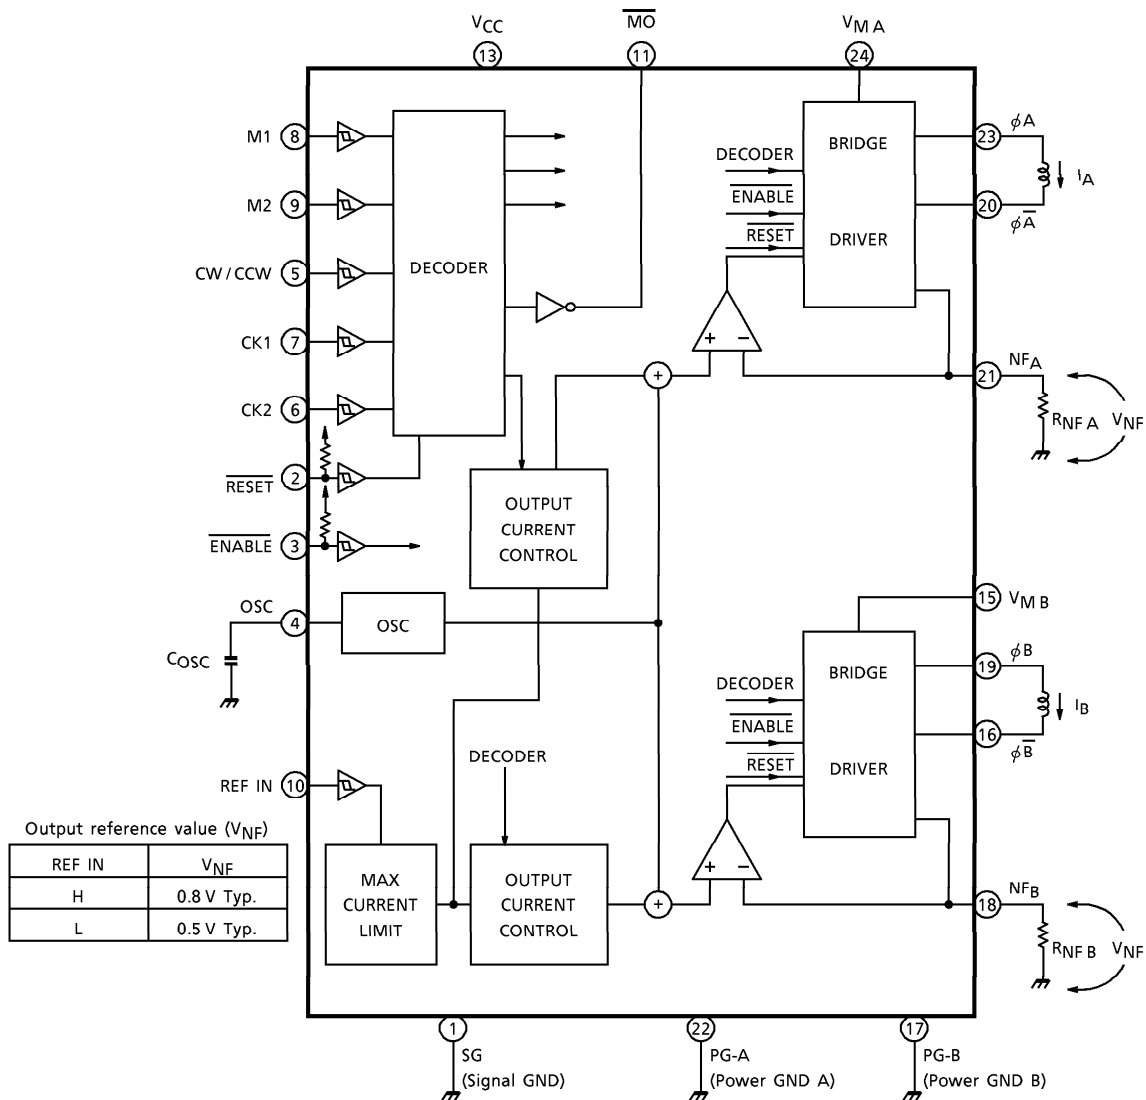 VCC
MO
VM A
13
11
24
M1
8
M2
9
CW / CCW
5
CK1
7
CK2
6
RESET
2
ENABLE
3
OSC
4
COSC
REF IN
10
DECODER
OUTPUT
CURRENT
CONTROL
OSC
DECODER
MAX
CURRENT
LIMIT
OUTPUT
CURRENT
CONTROL
+
+
DECODER
ENABLE
RESET
BRIDGE
DRIVER
+ −
23
ϕA
IA
20
ϕA
21
NFA
RNF A
VNF
15
VM B
DECODER
ENABLE
RESET
BRIDGE
DRIVER
+ −
19
ϕB
IB
16
ϕB
18
NFB
RNF B
VNF
Output reference value (VNF)
REF IN VNF
H 0.8 V Typ.
L 0.5 V Typ.
1
SG
(Signal GND)
22
PG-A
(Power GND A)
17
PG-B
(Power GND B)